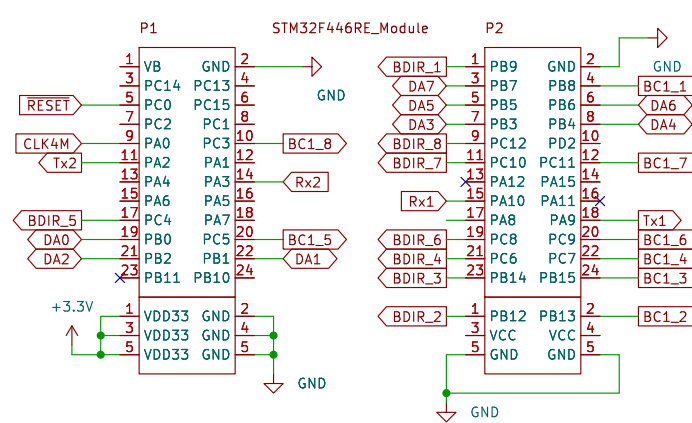 P1 STM32F446RE_Module P2
1 VB GND 2
3 PC14 PC13 4
RESET 5 PC0 PC15 6
7 PC2 PC1 8
CLK4M 9 PA0 PC3 10 BC1_8
Tx2 11 PA2 PA1 12
13 PA4 PA3 14 Rx2
15 PA6 PA5 16
BDIR_5 17 PC4 PA7 18
DA0 19 PB0 PC5 20 BC1_5
DA2 21 PB2 PB1 22 DA1
23 PB11 PB10 24
GND
+3.3V
1 VDD33 GND 2
3 VDD33 GND 4
5 VDD33 GND 5
GND
BDIR_1 1 PB9 GND 2
GND
DA7 3 PB7 PB8 4 BC1_1
DA5 5 PB5 PB6 6 DA6
DA3 7 PB3 PB4 8 DA4
BDIR_8 9 PC12 PD2 10
BDIR_7 11 PC10 PC11 12 BC1_7
13 PA12 PA15 14
Rx1 15 PA10 PA11 16
17 PA8 PA9 18 Tx1
BDIR_6 19 PC8 PC9 20 BC1_6
BDIR_4 21 PC6 PC7 22 BC1_4
BDIR_3 23 PB14 PB15 24 BC1_3
BDIR_2 1 PB12 PB13 2 BC1_2
3 VCC VCC 4
5 GND GND 5
GND